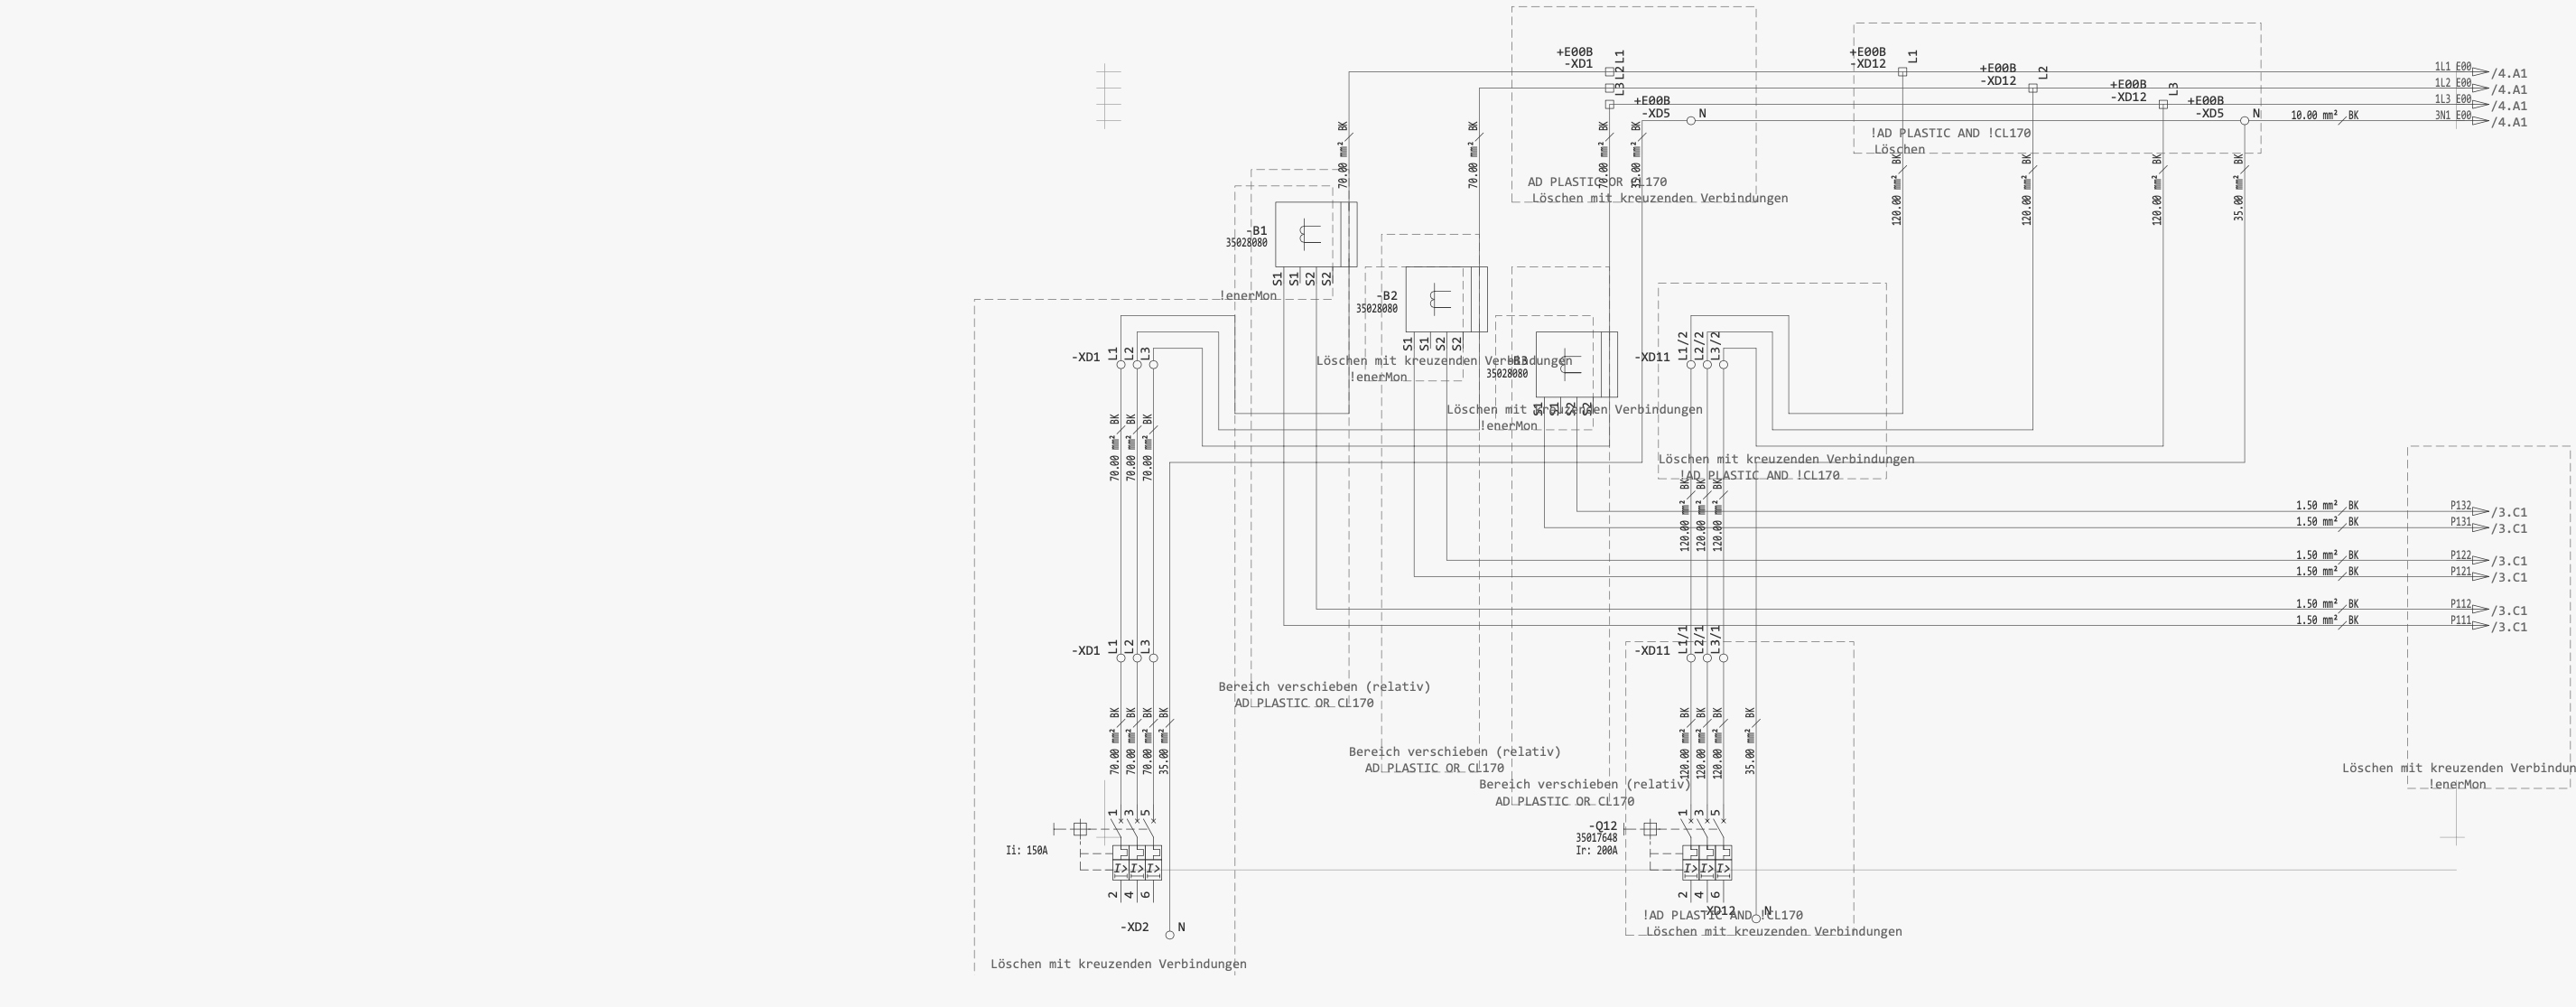 +E00B
-XD1
L1
L2
L3
+E00B
-XD5
N
+E00B
-XD12
L1
+E00B
-XD12
L2
+E00B
-XD12
L3
+E00B
-XD5
N
10.00 mm² BK
1L1 E00 /4.A1
1L2 E00 /4.A1
1L3 E00 /4.A1
3N1 E00 /4.A1
!AD PLASTIC AND !CL170
Löschen
70.00 mm² BK
70.00 mm² BK
70.00 mm² BK
35.00 mm² BK
AD PLASTIC OR CL170
Löschen mit kreuzenden Verbindungen
120.00 mm² BK
120.00 mm² BK
120.00 mm² BK
35.00 mm² BK
-B1
35028080
S1 S1 S2 S2
!enerMon
-B2
35028080
S1 S1 S2 S2
Löschen mit kreuzenden Verbindungen
!enerMon
-B3
35028080
S1 S1 S2 S2
Löschen mit kreuzenden Verbindungen
!enerMon
-XD1 L1 L2 L3
-XD11 L1/2 L2/2 L3/2
70.00 mm² BK
70.00 mm² BK
70.00 mm² BK
Löschen mit kreuzenden Verbindungen
!AD PLASTIC AND !CL170
120.00 mm² BK
120.00 mm² BK
120.00 mm² BK
1.50 mm² BK P132 /3.C1
1.50 mm² BK P131 /3.C1
1.50 mm² BK P122 /3.C1
1.50 mm² BK P121 /3.C1
1.50 mm² BK P112 /3.C1
1.50 mm² BK P111 /3.C1
-XD1 L1 L2 L3
-XD11 L1/1 L2/1 L3/1
Bereich verschieben (relativ)
AD PLASTIC OR CL170
Bereich verschieben (relativ)
AD PLASTIC OR CL170
Bereich verschieben (relativ)
AD PLASTIC OR CL170
70.00 mm² BK
70.00 mm² BK
70.00 mm² BK
35.00 mm² BK
120.00 mm² BK
120.00 mm² BK
120.00 mm² BK
35.00 mm² BK
Löschen mit kreuzenden Verbindun
!enerMon
1 3 5
Ii: 150A
I> I> I>
2 4 6
-XD2 N
Löschen mit kreuzenden Verbindungen
1 3 5
-Q12
35017648
Ir: 200A
I> I> I>
2 4 6
-XD12 N
!AD PLASTIC AND !CL170
Löschen mit kreuzenden Verbindungen